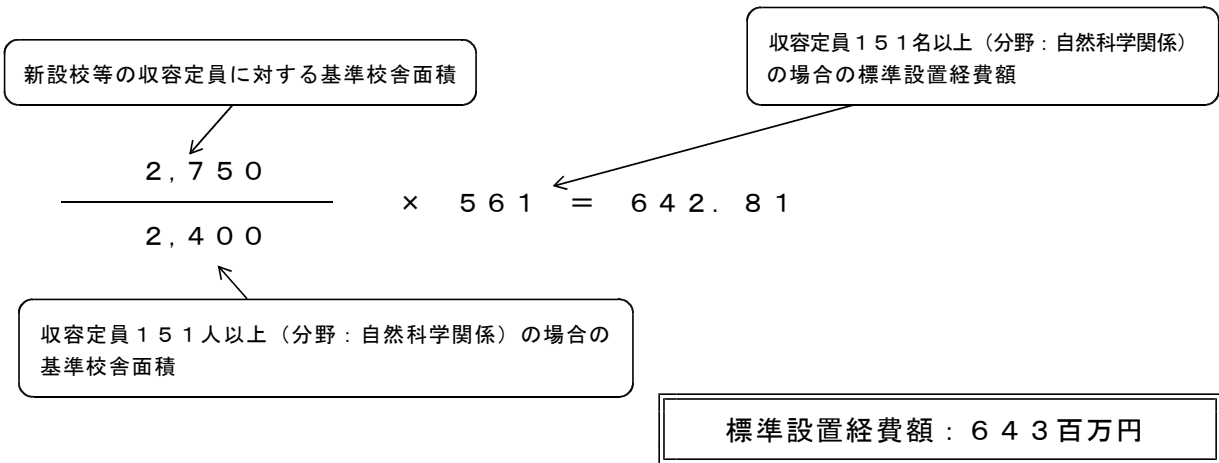 収容定員１５１名以上（分野：自然科学関係）
の場合の標準設置経費額
新設校等の収容定員に対する基準校舎面積
２,７５０
２,４００
× ５６１ ＝ ６４２.８１
収容定員１５１人以上（分野：自然科学関係）の場合の
基準校舎面積
標準設置経費額：６４３百万円